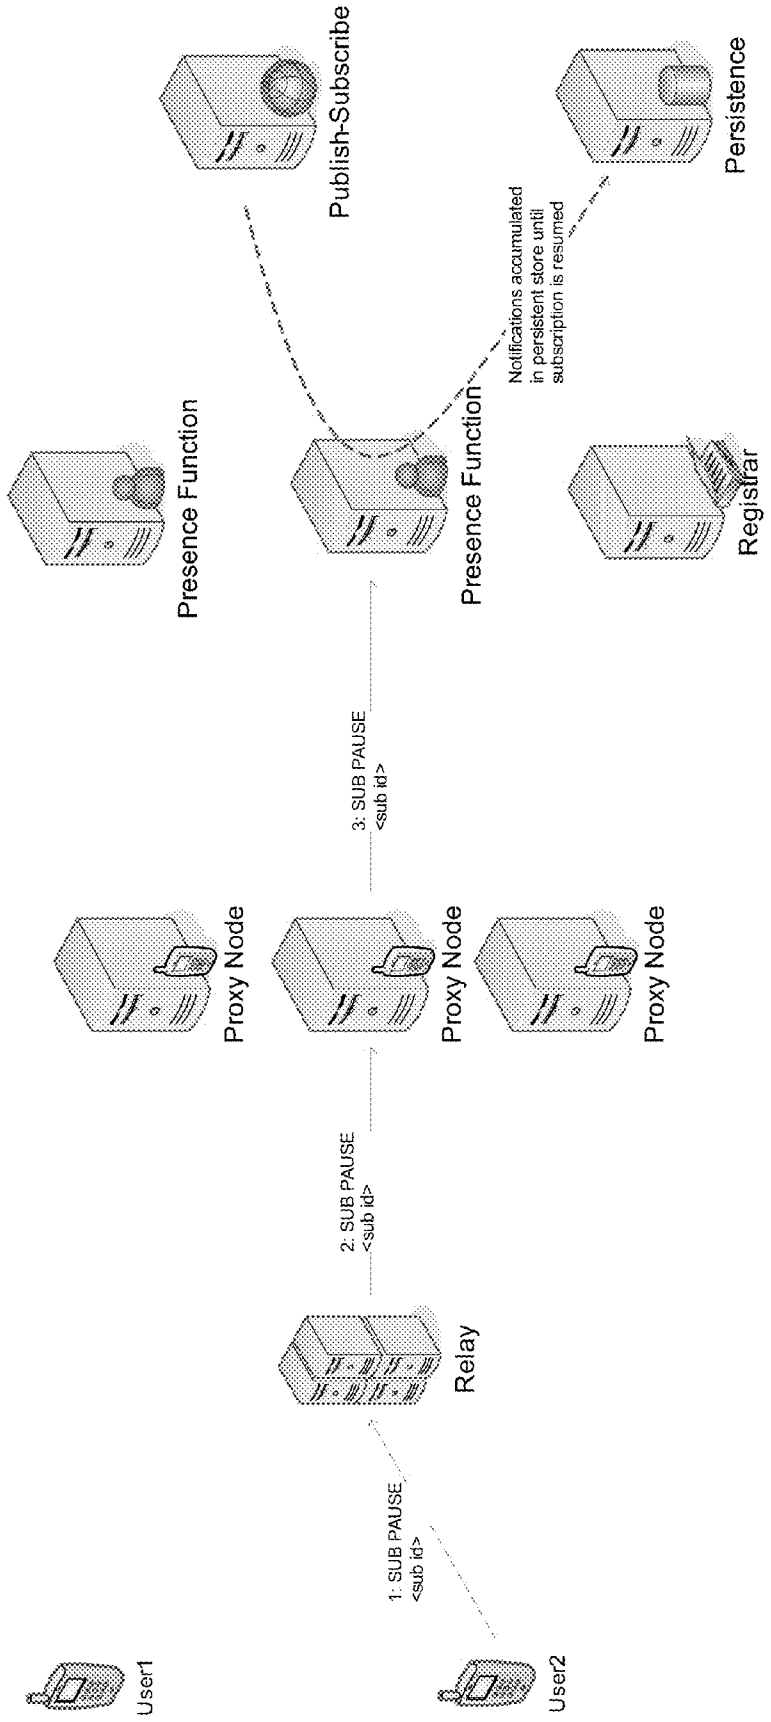 User1
User2
1: SUB PAUSE
<sub id>
Relay
2: SUB PAUSE
<sub id>
Proxy Node
Proxy Node
Proxy Node
3: SUB PAUSE
<sub id>
Presence Function
Presence Function
Registrar
Notifications accumulated
in persistent store until
subscription is resumed
Publish-Subscribe
Persistence